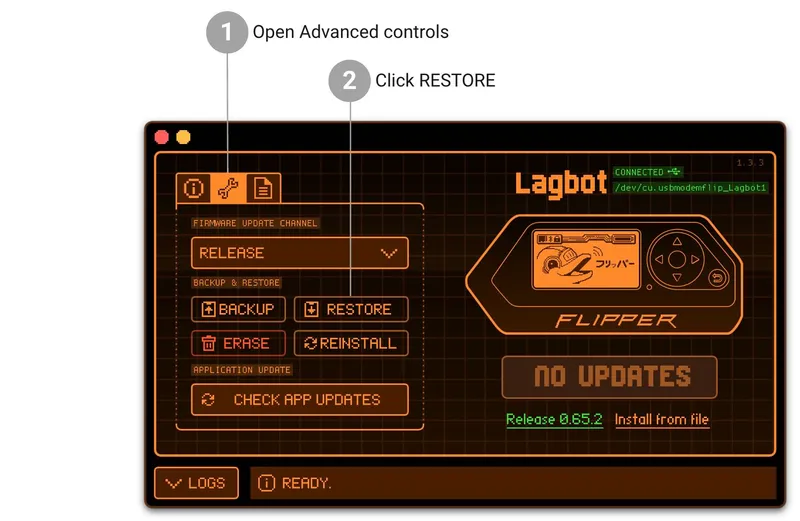 1 Open Advanced controls
2 Click RESTORE
1.3.3
Lagbot
CONNECTED
/dev/cu.usbmodemflip_Lagbot1
FIRMWARE UPDATE CHANNEL
RELEASE
BACKUP & RESTORE
BACKUP
RESTORE
ERASE
REINSTALL
APPLICATION UPDATE
CHECK APP UPDATES
フリッパー
FLIPPER
NO UPDATES
Release 0.65.2
Install from file
LOGS
READY.